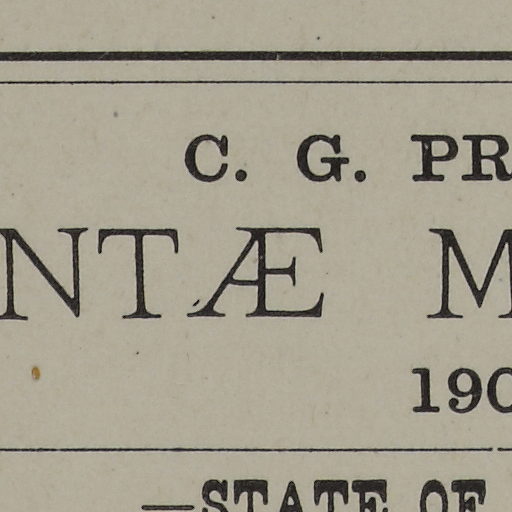 C. G. PR
NTÆ M
190
—STATE OF